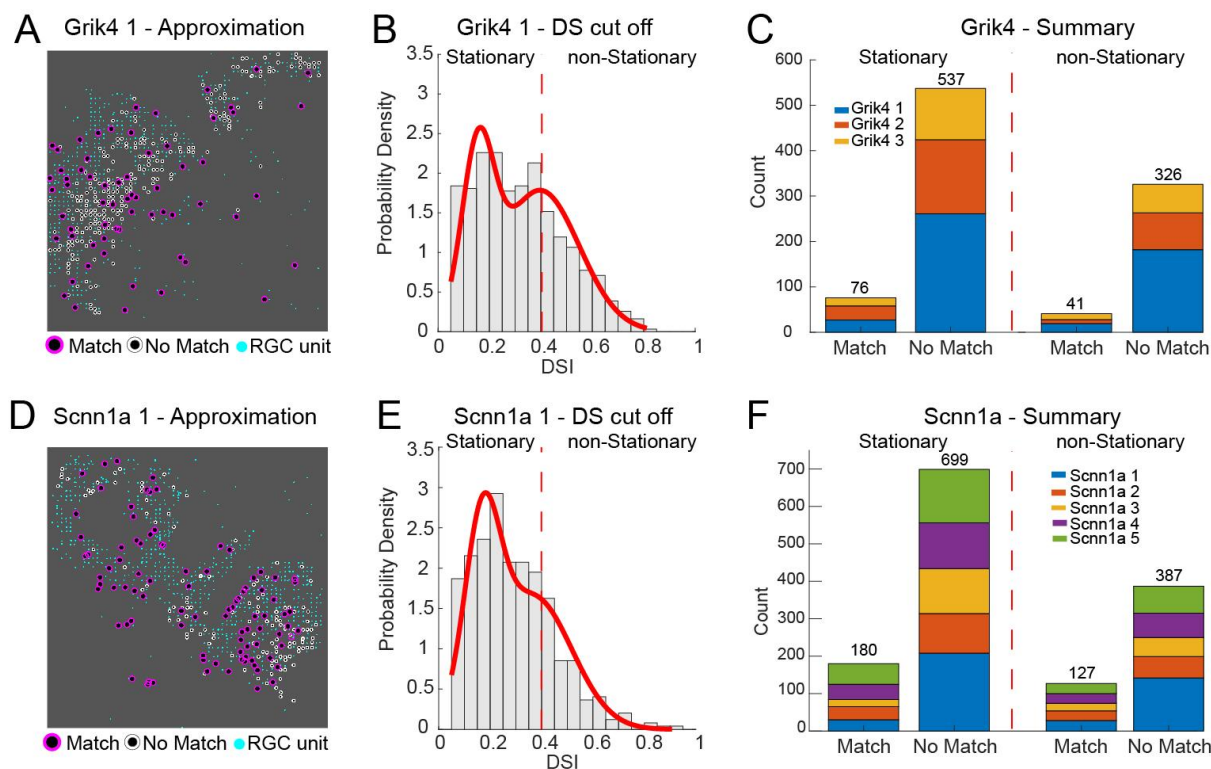 A Grik4 1 - Approximation
Match No Match RGC unit
B Grik4 1 - DS cut off
Stationary non-Stationary
Probability Density
3.5
3
2.5
2
1.5
1
0.5
0
0 0.2 0.4 0.6 0.8 1
DSI
C Grik4 - Summary
Stationary non-Stationary
Count
600
500
400
300
200
100
0
Grik4 1
Grik4 2
Grik4 3
76 537 41 326
Match No Match Match No Match
D Scnn1a 1 - Approximation
Match No Match RGC unit
E Scnn1a 1 - DS cut off
Stationary non-Stationary
Probability Density
3.5
3
2.5
2
1.5
1
0.5
0
0 0.2 0.4 0.6 0.8 1
DSI
F Scnn1a - Summary
Stationary non-Stationary
Count
700
600
500
400
300
200
100
0
Scnn1a 1
Scnn1a 2
Scnn1a 3
Scnn1a 4
Scnn1a 5
180 699 127 387
Match No Match Match No Match